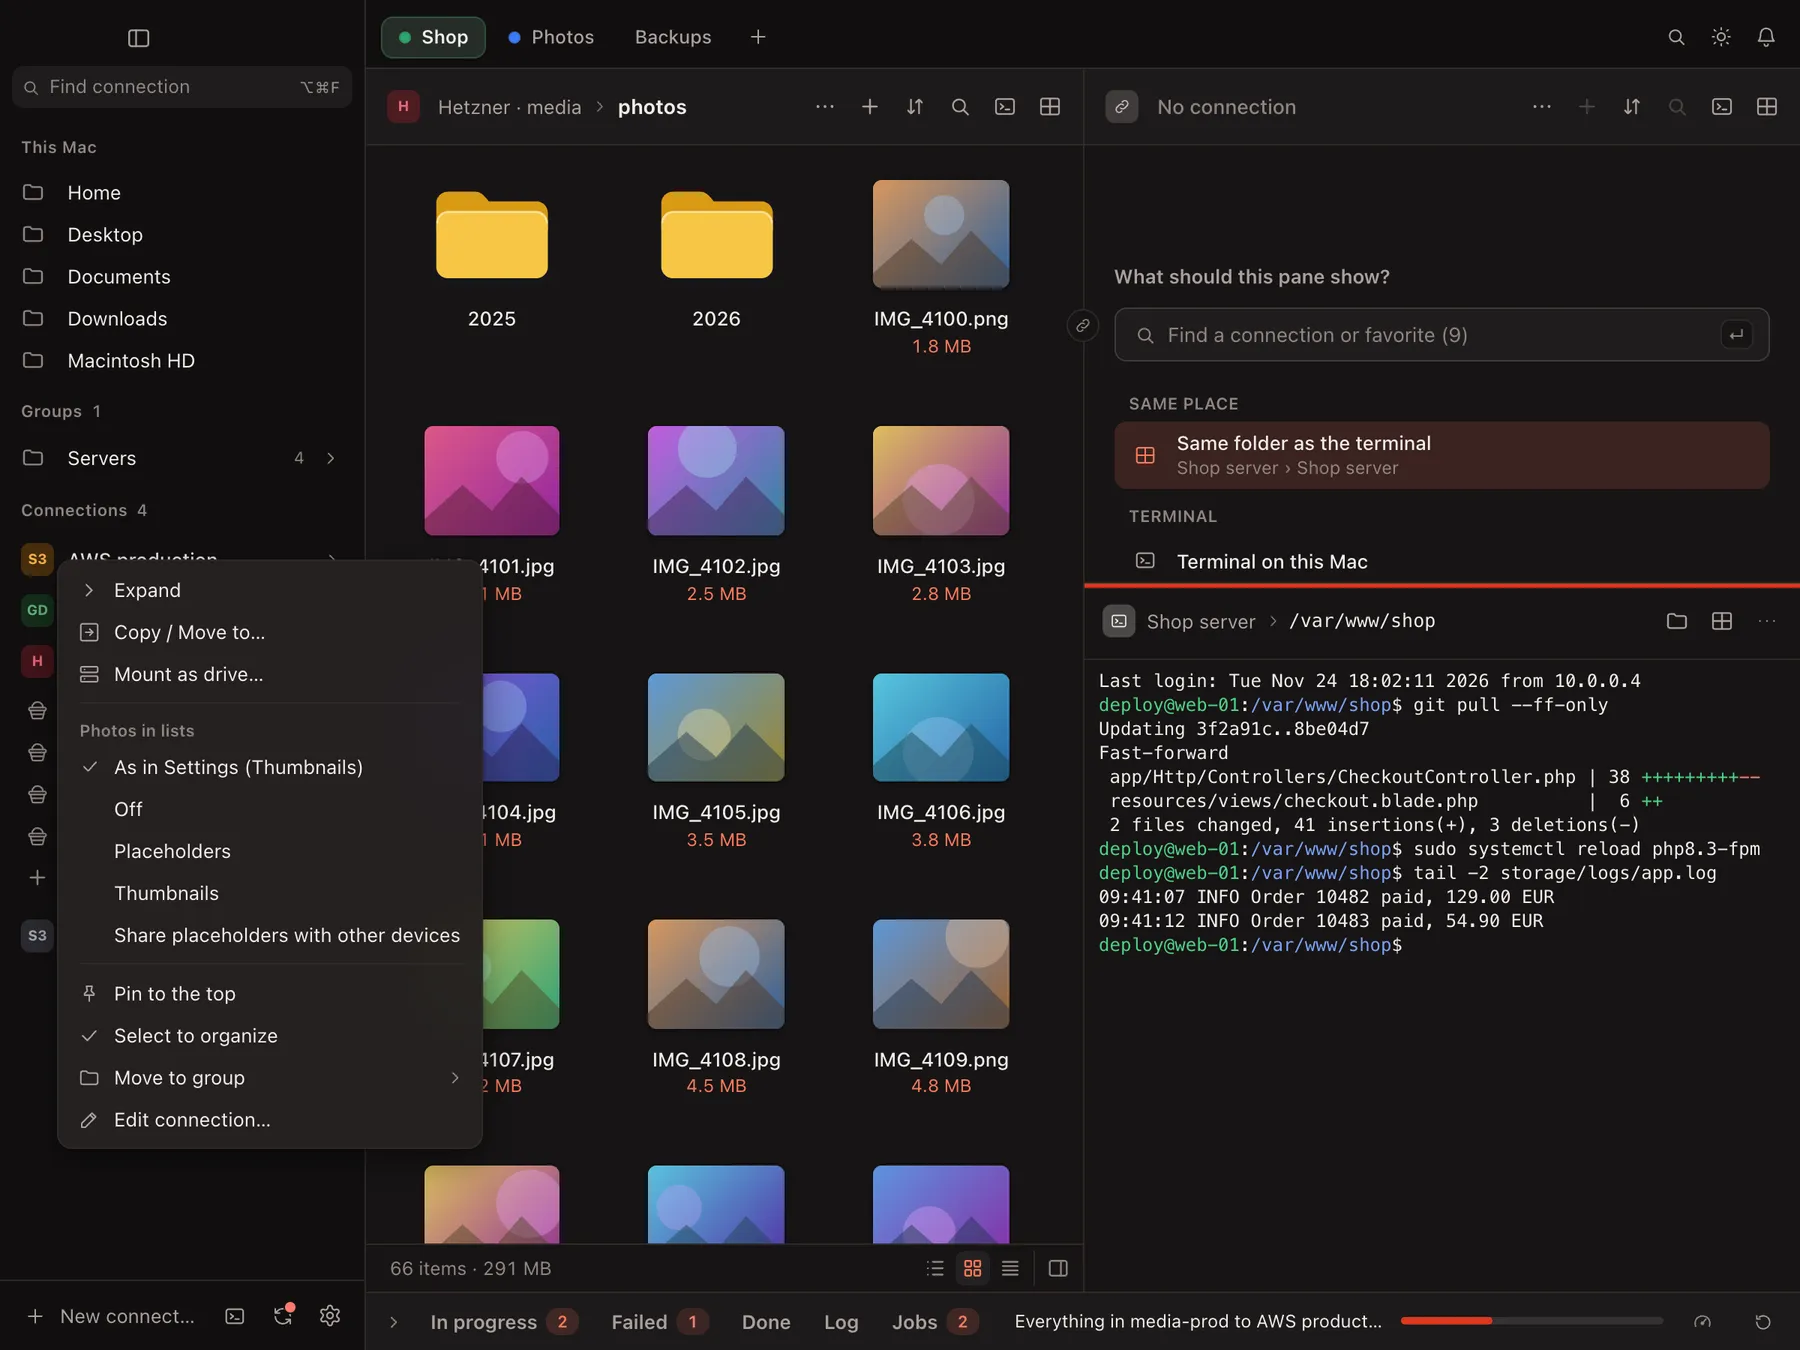 Shop
Photos
Backups
Find connection
⌥⌘F
This Mac
Home
Desktop
Documents
Downloads
Macintosh HD
Groups 1
Servers 4
Connections 4
S3 AWS production
GD
H
S3
Expand
Copy / Move to...
Mount as drive...
Photos in lists
As in Settings (Thumbnails)
Off
Placeholders
Thumbnails
Share placeholders with other devices
Pin to the top
Select to organize
Move to group
Edit connection...
New connect...
H Hetzner · media › photos
2025
2026
IMG_4100.png
1.8 MB
4101.jpg
MB
IMG_4102.jpg
2.5 MB
IMG_4103.jpg
2.8 MB
4104.jpg
MB
IMG_4105.jpg
3.5 MB
IMG_4106.jpg
3.8 MB
4107.jpg
2 MB
IMG_4108.jpg
4.5 MB
IMG_4109.png
4.8 MB
66 items · 291 MB
No connection
What should this pane show?
Find a connection or favorite (9)
SAME PLACE
Same folder as the terminal
Shop server › Shop server
TERMINAL
Terminal on this Mac
Shop server › /var/www/shop
Last login: Tue Nov 24 18:02:11 2026 from 10.0.0.4
deploy@web-01:/var/www/shop$ git pull --ff-only
Updating 3f2a91c..8be04d7
Fast-forward
app/Http/Controllers/CheckoutController.php | 38 +++++++++--
resources/views/checkout.blade.php | 6 ++
2 files changed, 41 insertions(+), 3 deletions(-)
deploy@web-01:/var/www/shop$ sudo systemctl reload php8.3-fpm
deploy@web-01:/var/www/shop$ tail -2 storage/logs/app.log
09:41:07 INFO Order 10482 paid, 129.00 EUR
09:41:12 INFO Order 10483 paid, 54.90 EUR
deploy@web-01:/var/www/shop$
In progress 2
Failed 1
Done
Log
Jobs 2
Everything in media-prod to AWS product...